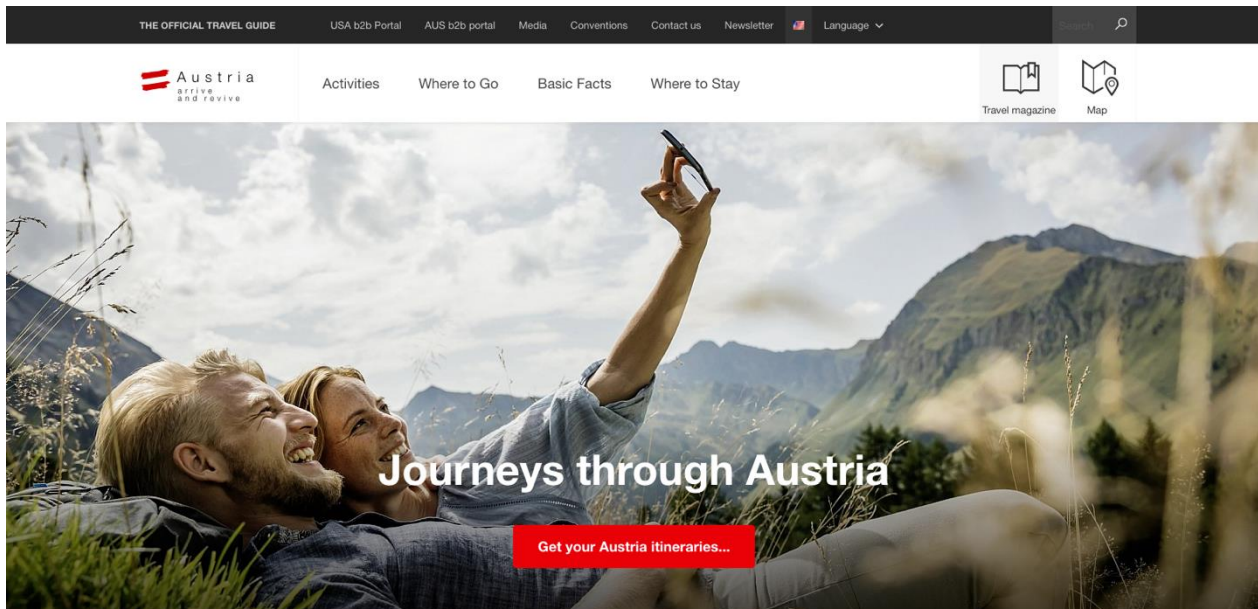 THE OFFICIAL TRAVEL GUIDE USA b2b Portal AUS b2b portal Media Conventions Contact us Newsletter Language Search
Austria
arrive
and revive
Activities Where to Go Basic Facts Where to Stay
Travel magazine Map
Journeys through Austria
Get your Austria itineraries...